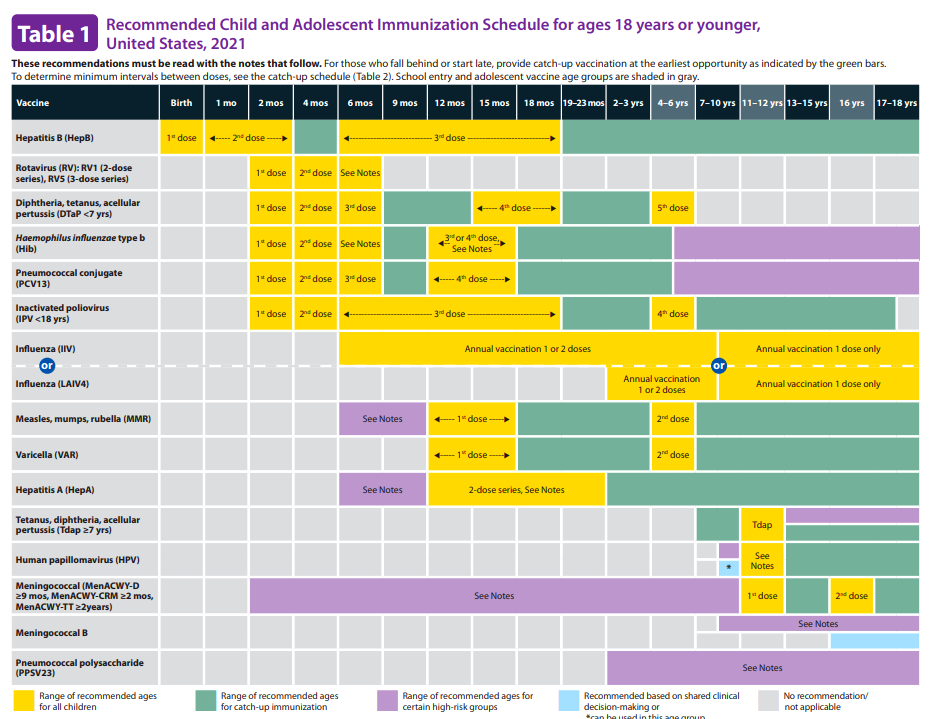 Table 1
Recommended Child and Adolescent Immunization Schedule for ages 18 years or younger,
United States, 2021
These recommendations must be read with the notes that follow. For those who fall behind or start late, provide catch-up vaccination at the earliest opportunity as indicated by the green bars.
To determine minimum intervals between doses, see the catch-up schedule (Table 2). School entry and adolescent vaccine age groups are shaded in gray.
Vaccine Birth 1 mo 2 mos 4 mos 6 mos 9 mos 12 mos 15 mos 18 mos 19–23 mos 2–3 yrs 4–6 yrs 7–10 yrs 11–12 yrs 13–15 yrs 16 yrs 17–18 yrs
Hepatitis B (HepB) 1st dose 2nd dose 3rd dose
Rotavirus (RV): RV1 (2-dose
series), RV5 (3-dose series)
1st dose 2nd dose See Notes
Diphtheria, tetanus, acellular
pertussis (DTaP <7 yrs)
1st dose 2nd dose 3rd dose 4th dose 5th dose
Haemophilus influenzae type b
(Hib)
1st dose 2nd dose See Notes
3rd or 4th dose,
See Notes
Pneumococcal conjugate
(PCV13)
1st dose 2nd dose 3rd dose 4th dose
Inactivated poliovirus
(IPV <18 yrs)
1st dose 2nd dose 3rd dose 4th dose
Influenza (IIV) Annual vaccination 1 or 2 doses Annual vaccination 1 dose only
or or
Influenza (LAIV4)
Annual vaccination
1 or 2 doses
Annual vaccination 1 dose only
Measles, mumps, rubella (MMR) See Notes 1st dose 2nd dose
Varicella (VAR) 1st dose 2nd dose
Hepatitis A (HepA) See Notes 2-dose series, See Notes
Tetanus, diphtheria, acellular
pertussis (Tdap ≥7 yrs)
Tdap
Human papillomavirus (HPV)
*
See
Notes
Meningococcal (MenACWY-D
≥9 mos, MenACWY-CRM ≥2 mos,
MenACWY-TT ≥2years)
See Notes 1st dose 2nd dose
Meningococcal B See Notes
Pneumococcal polysaccharide
(PPSV23)
See Notes
Range of recommended ages
for all children
Range of recommended ages
for catch-up immunization
Range of recommended ages for
certain high-risk groups
Recommended based on shared clinical
decision-making or
*can be used in this age group
No recommendation/
not applicable